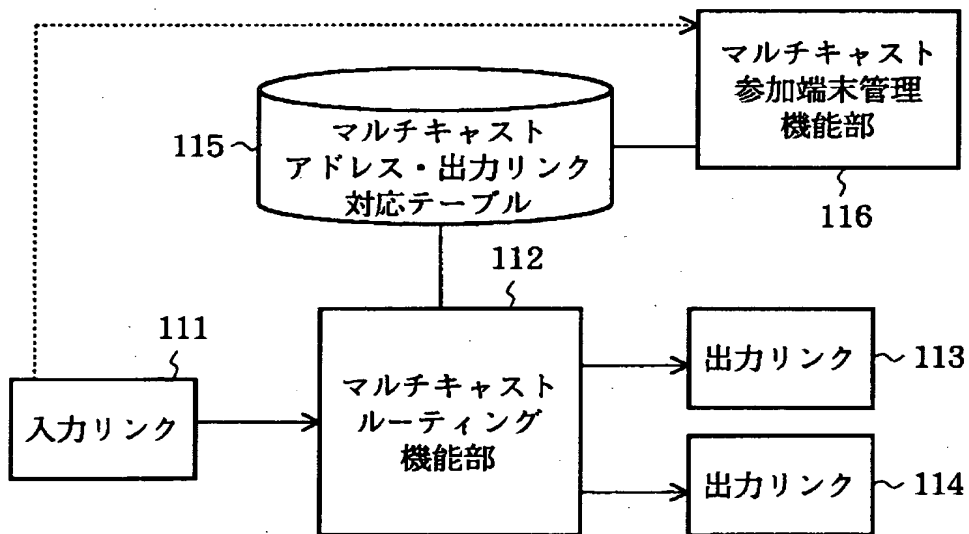 マルチキャスト
参加端末管理
機能部
116
115
マルチキャスト
アドレス・出力リンク
対応テーブル
112
111
入力リンク
マルチキャスト
ルーティング
機能部
出力リンク
113
出力リンク
114